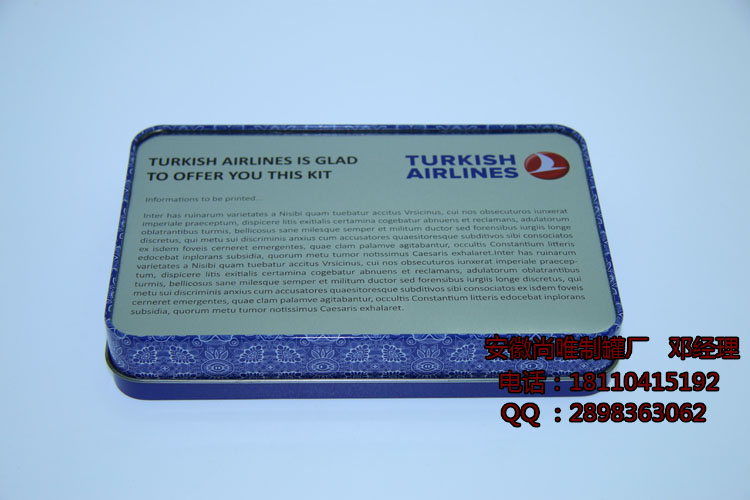 TURKISH AIRLINES IS GLAD
TO OFFER YOU THIS KIT
TURKISH
AIRLINES
Informations to be printed...
Inter has ruinarum varietates a Nisibi quam tuebatur accitus Vrsicinus, cui nos obsecuturos iunxerat
imperiale praeceptum, dispicere litis exitialis certamina cogebatur abnuens et reclamans, adulatorum
oblatrantibus turmis, bellicosus sane milesque semper et militum ductor sed forensibus iurgiis longe
discretus, qui metu sui discriminis anxius cum accusatores quaesitoresque subditivos sibi consociatos
ex isdem foveis cerneret emergentes, quae clam palamve agitabantur, occultis Constantium litteris
edocebat inplorans subsidia, quorum metu tumor notissimus Caesaris exhalaret.Inter has ruinarum
varietates a Nisibi quam tuebatur accitus Vrsicinus, cui nos obsecuturos iunxerat imperiale praecep-
tum, dispicere litis exitialis certamina cogebatur abnuens et reclamans, adulatorum oblatrantibus
turmis, bellicosus sane milesque semper et militum ductor sed forensibus iurgiis longe discretus, qui
metu sui discriminis anxius cum accusatores quaesitoresque subditivos sibi consociatos ex isdem foveis
cerneret emergentes, quae clam palamve agitabantur, occultis Constantium litteris edocebat inplorans
subsidia, quorum metu tumor notissimus Caesaris exhalaret.
安徽尚唯制罐厂 邓经理
电话：18110415192
QQ ：2898363062